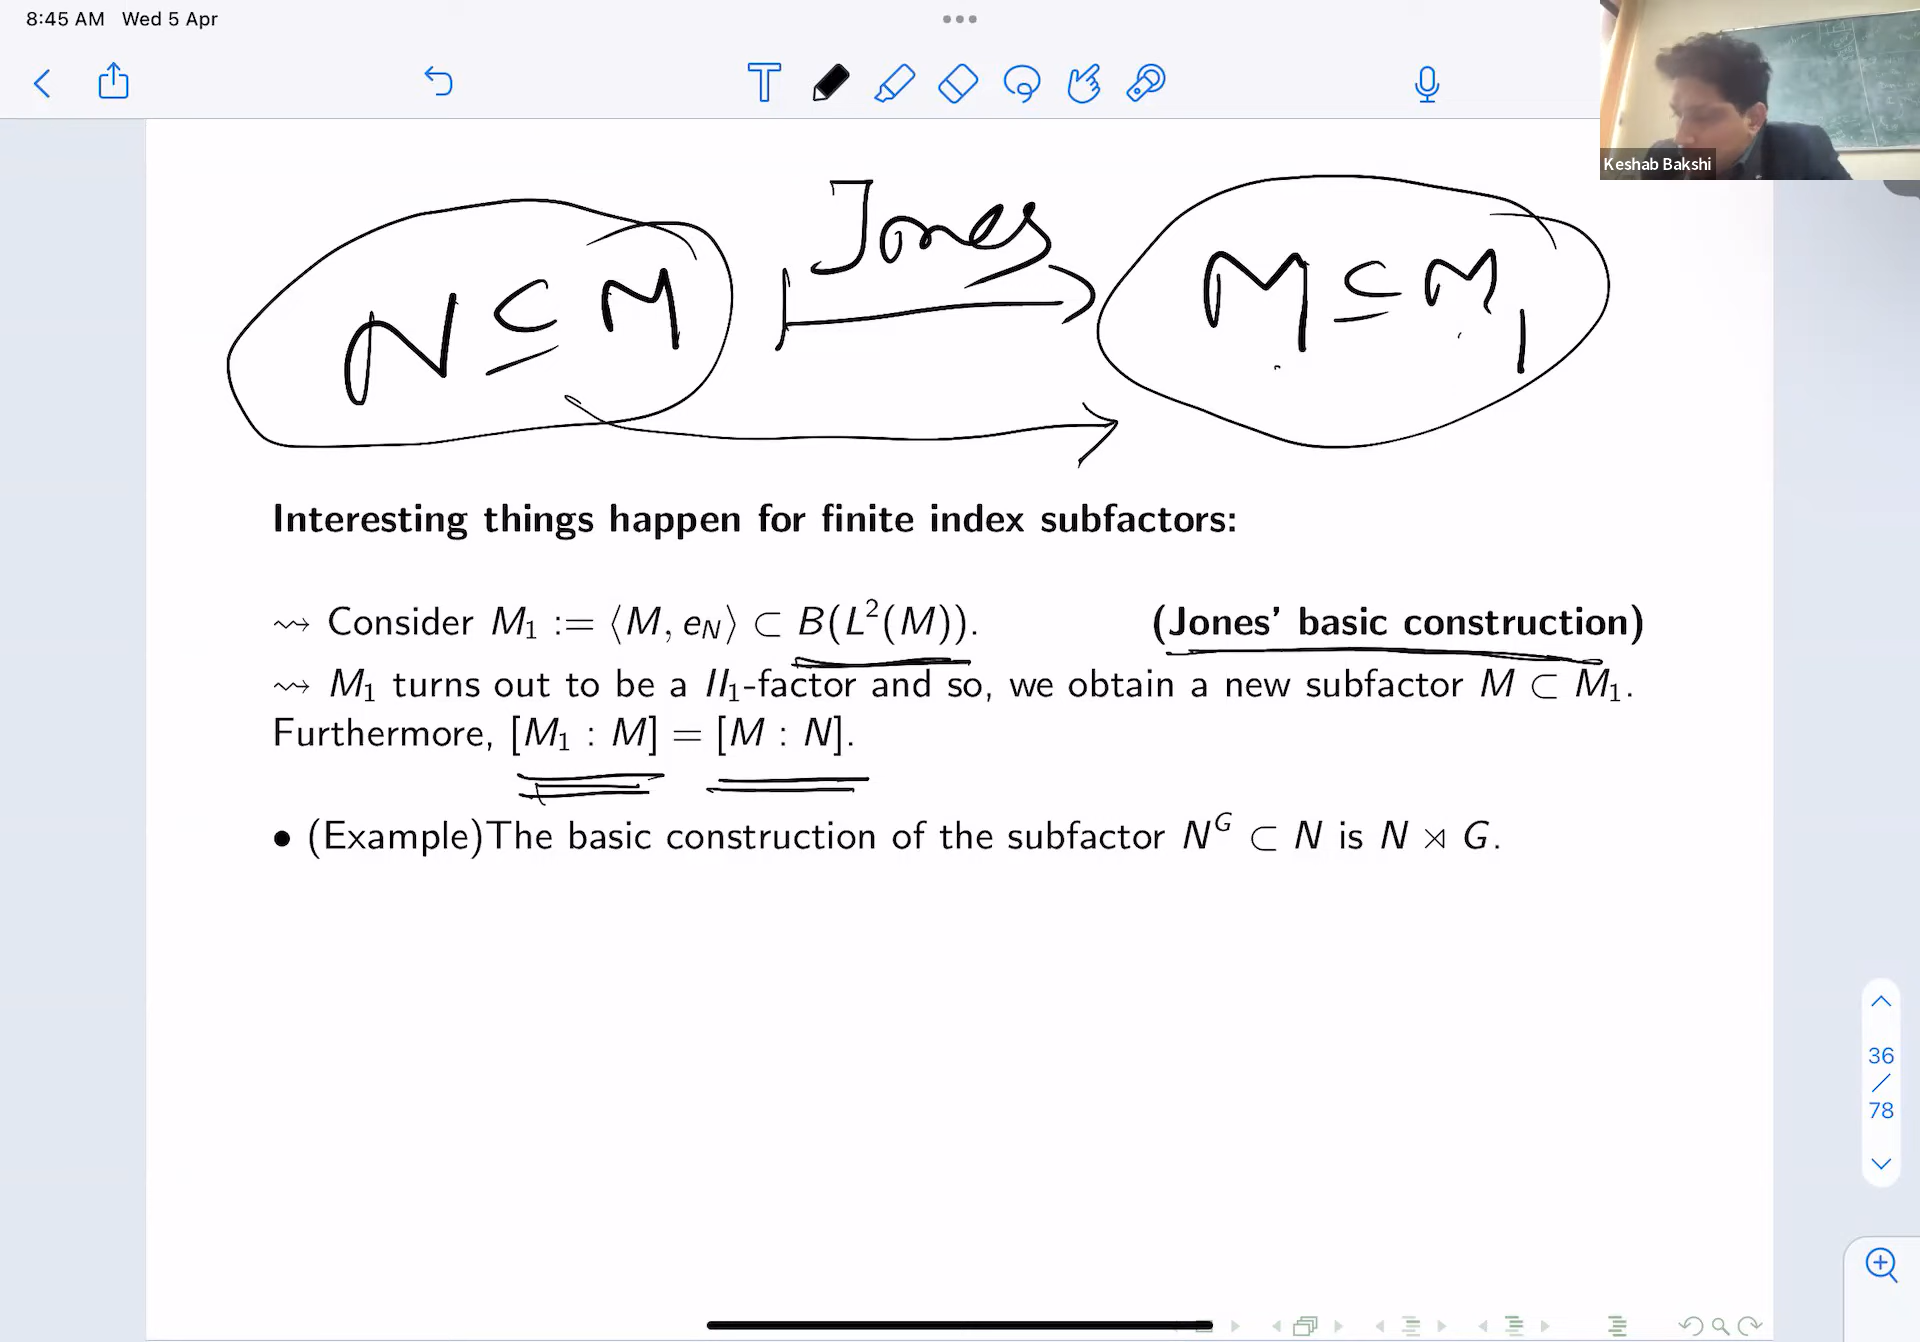 8:45 AM Wed 5 Apr
Keshab Bakshi
Jones
N ⊆ M
M ⊆ M₁
Interesting things happen for finite index subfactors:
⇝ Consider M₁ := ⟨M, e_N⟩ ⊂ B(L²(M)). (Jones' basic construction)
⇝ M₁ turns out to be a II₁-factor and so, we obtain a new subfactor M ⊂ M₁.
Furthermore, [M₁ : M] = [M : N].
• (Example)The basic construction of the subfactor N^G ⊂ N is N ⋊ G.
36
/
78